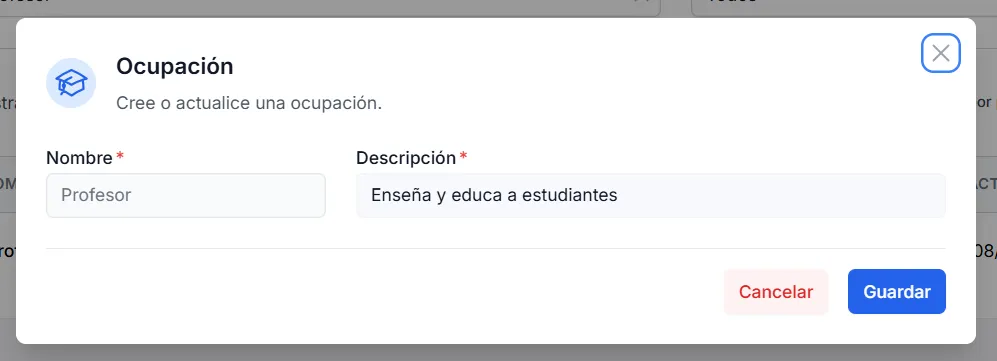 Ocupación
Cree o actualice una ocupación.
Nombre *
Descripción *
Profesor
Enseña y educa a estudiantes
Cancelar
Guardar